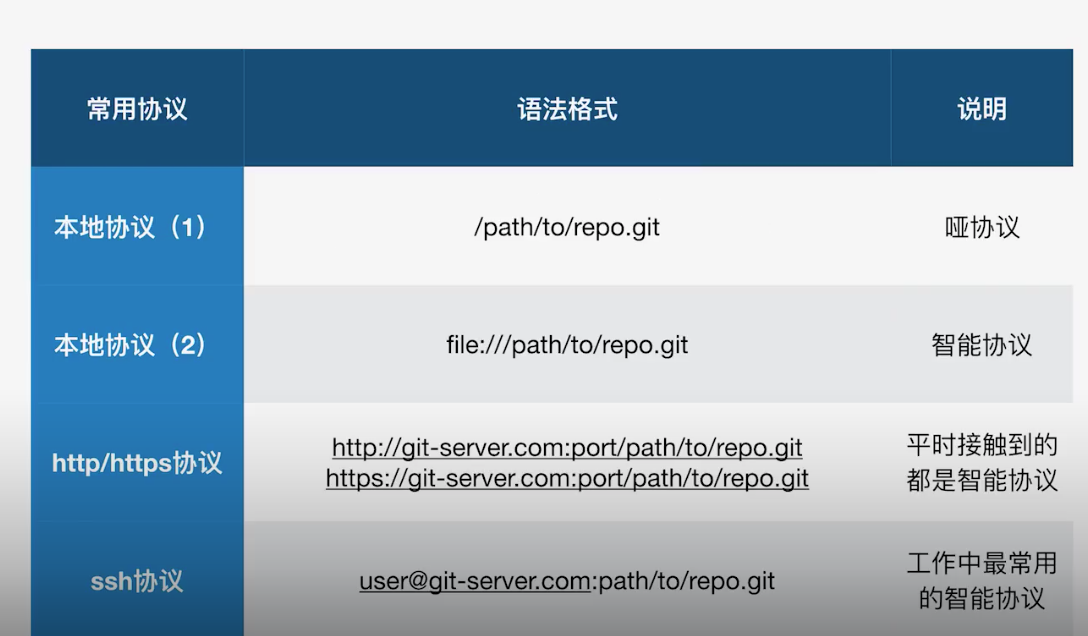 常用协议
语法格式
说明
本地协议（1）
/path/to/repo.git
哑协议
本地协议（2）
file:///path/to/repo.git
智能协议
http/https协议
http://git-server.com:port/path/to/repo.git
https://git-server.com:port/path/to/repo.git
平时接触到的
都是智能协议
ssh协议
user@git-server.com:path/to/repo.git
工作中最常用
的智能协议